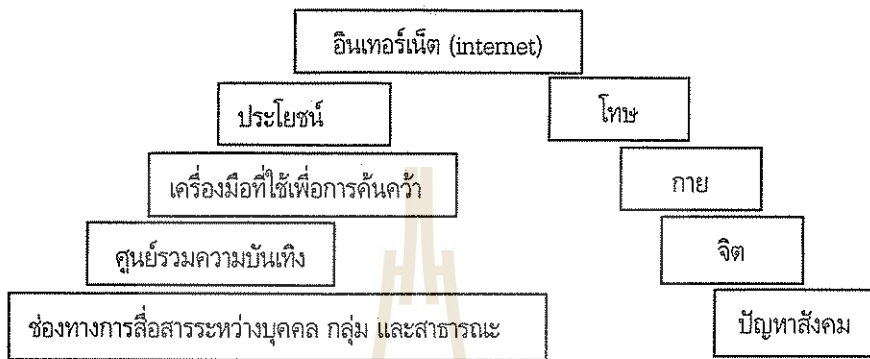 อินเทอร์เน็ต (internet)
ประโยชน์
โทษ
เครื่องมือที่ใช้เพื่อการค้นคว้า
กาย
ศูนย์รวมความบันเทิง
จิต
ช่องทางการสื่อสารระหว่างบุคคล กลุ่ม และสาธารณะ
ปัญหาสังคม